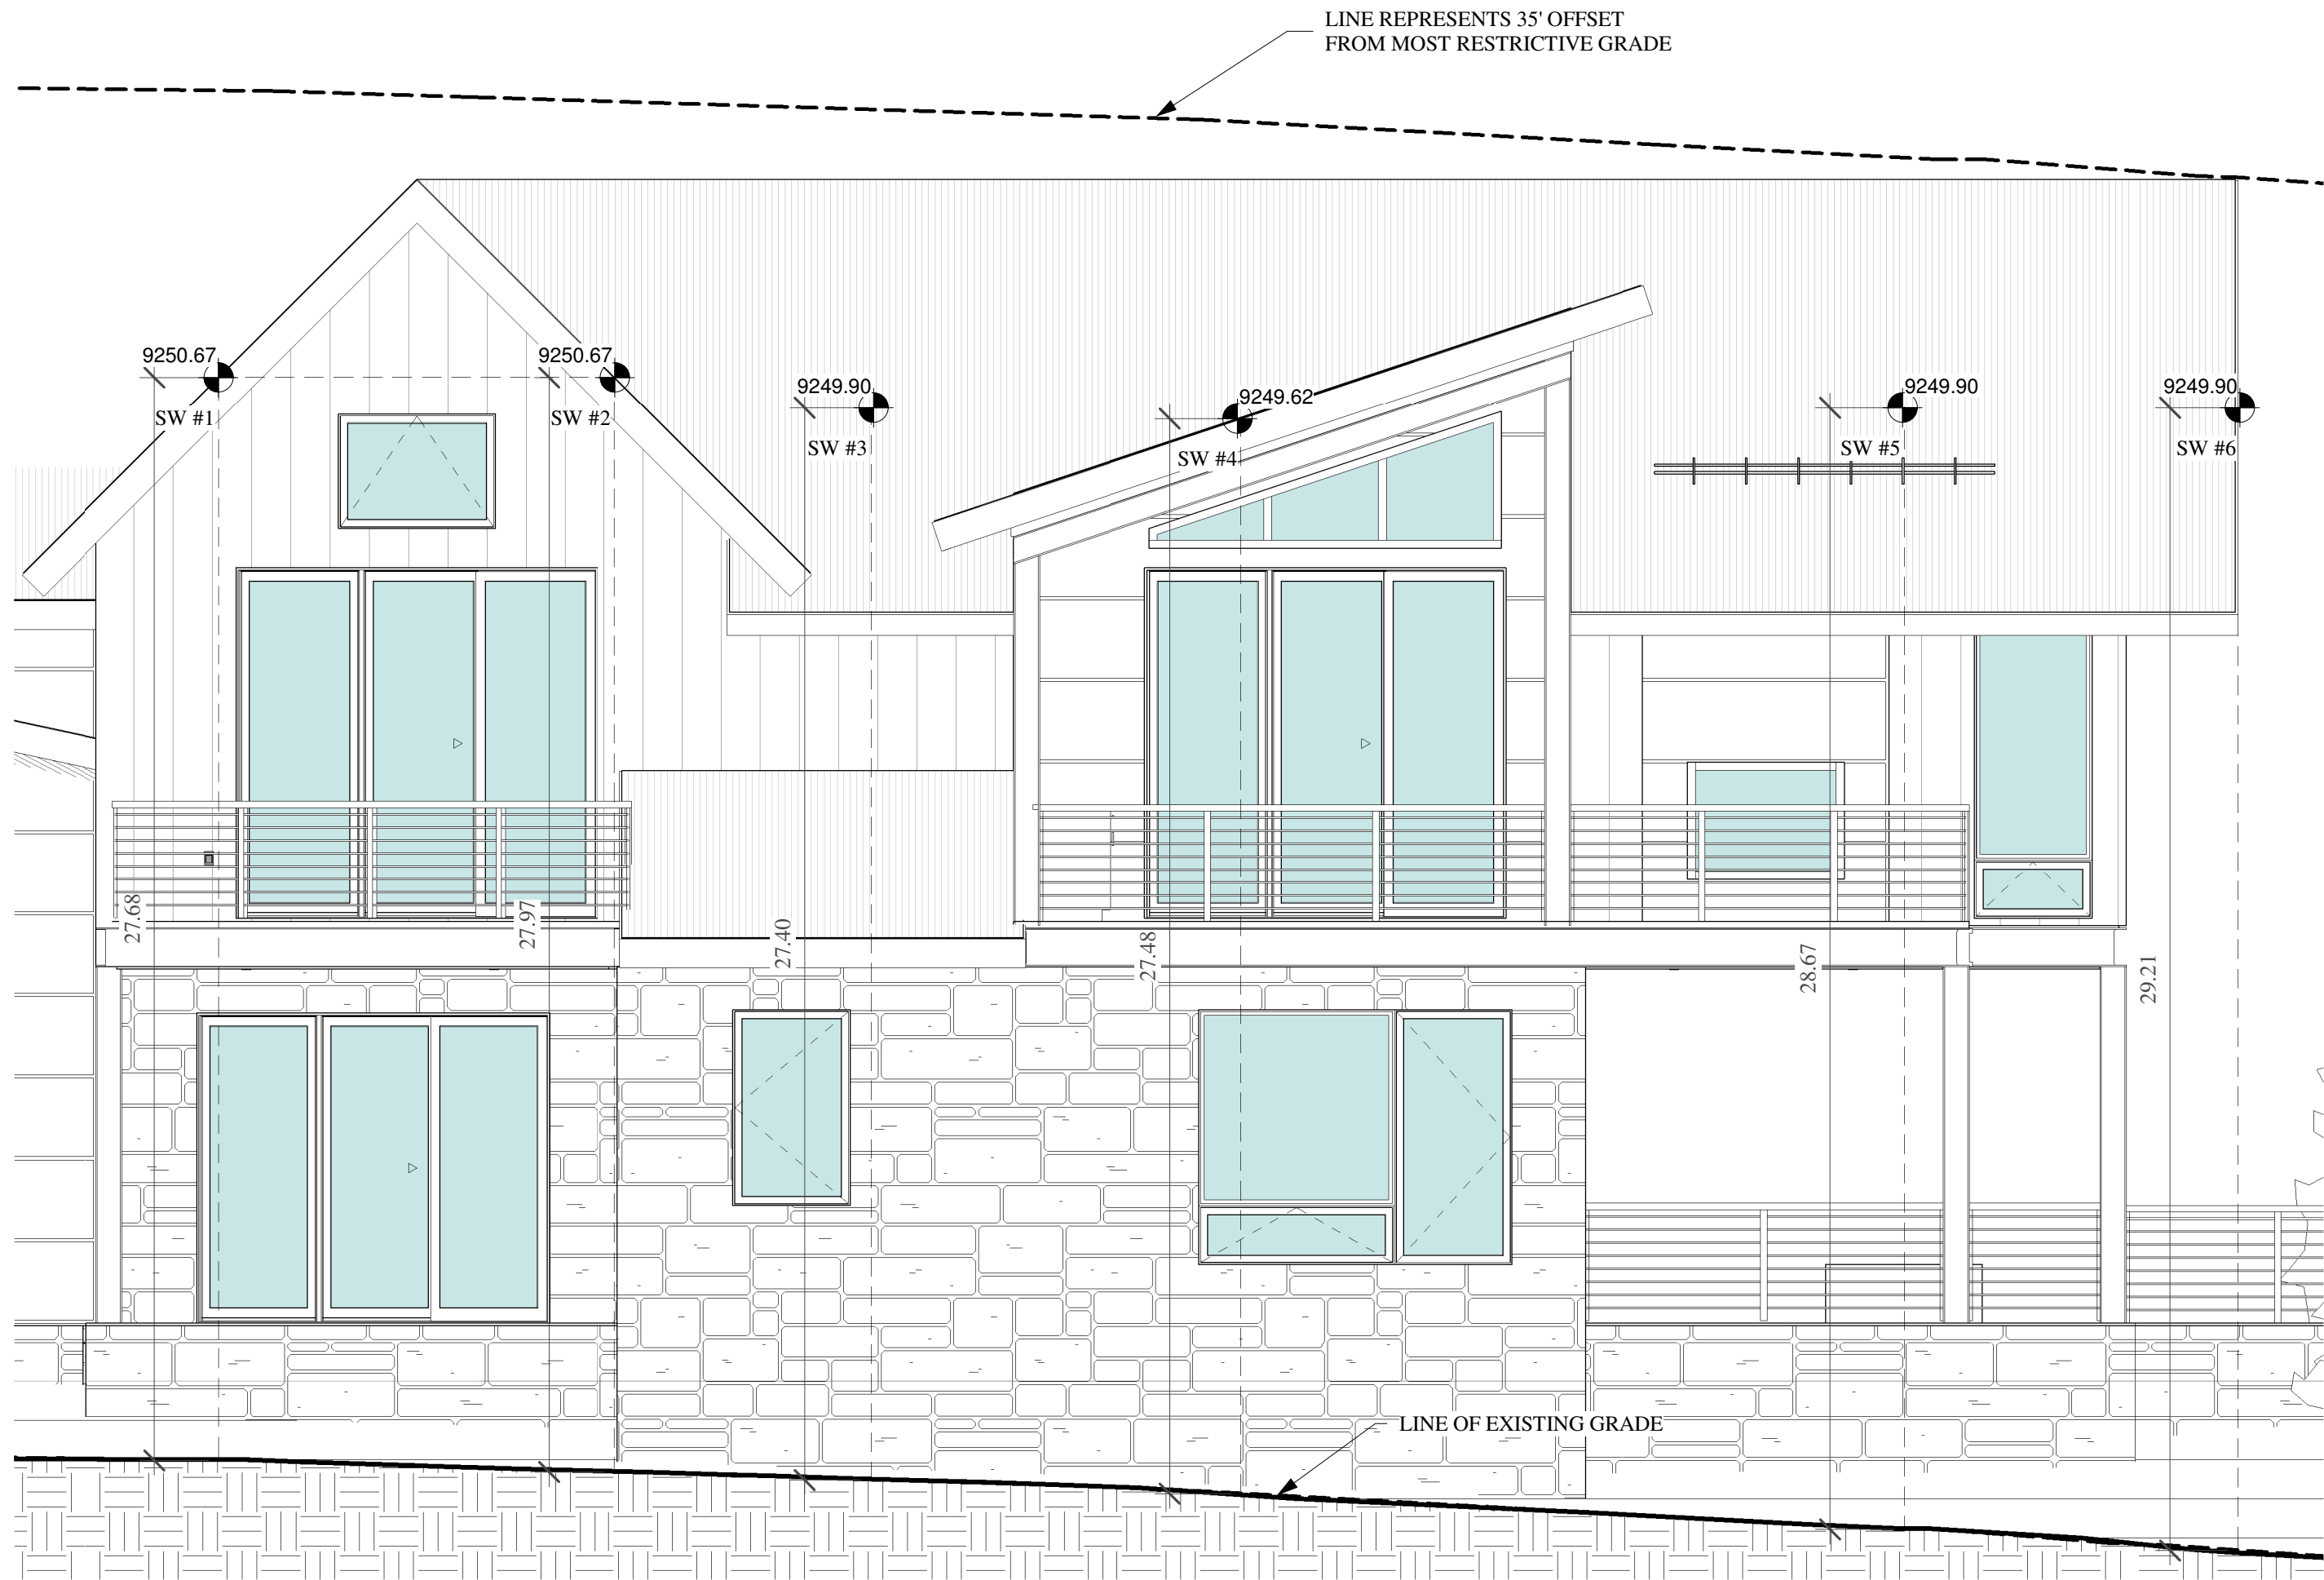 LINE REPRESENTS 35' OFFSET
FROM MOST RESTRICTIVE GRADE
9250.67
SW #1
9250.67
SW #2
9249.90
SW #3
9249.62
SW #4
9249.90
SW #5
9249.90
SW #6
27.68
27.97
27.40
27.48
28.67
29.21
LINE OF EXISTING GRADE